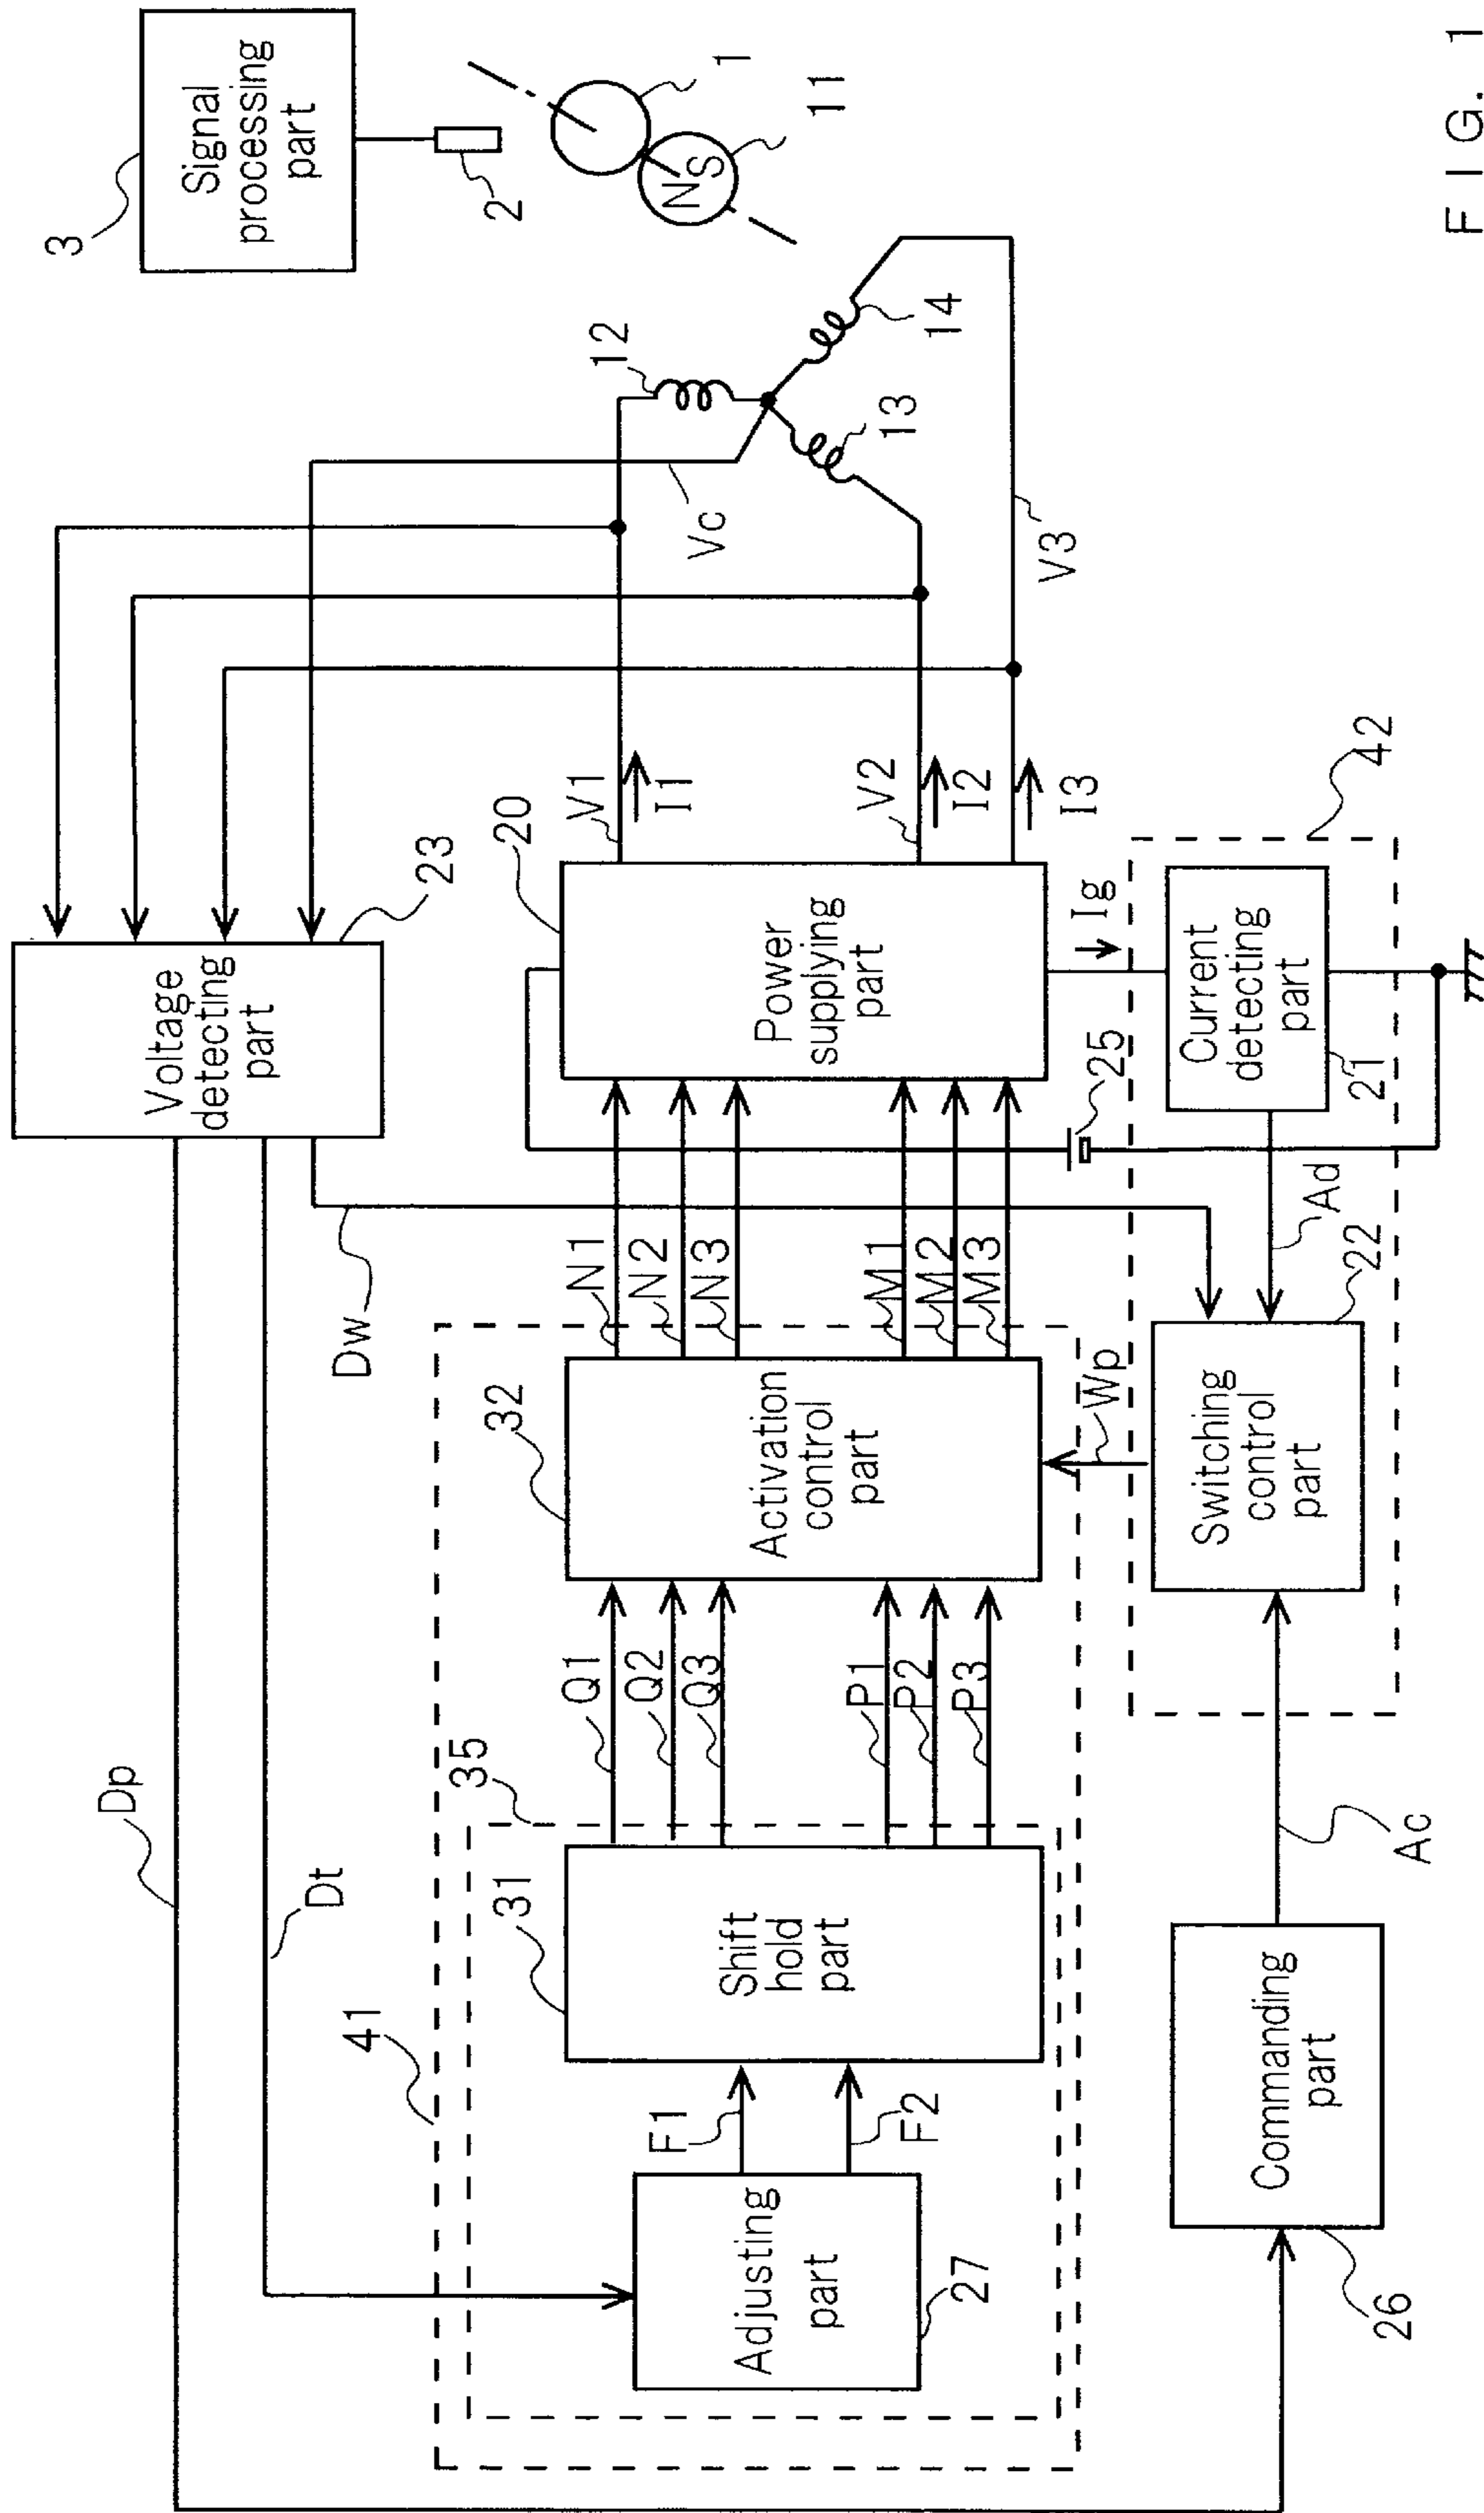 3
Signal
processing
part
2
1
11
N
S
12
14
13
Vc
V3
Voltage
detecting
part
23
20
V1
I1
V2
I2
I3
Power
supplying
part
Ig
42
Current
detecting
part
21
25
Ad
Dw
N1
N2
N3
M1
M2
M3
32
Activation
control
part
Wp
Switching
control
part
22
Dp
Dt
35
Q1
Q2
Q3
P1
P2
P3
41
31
Shift
hold
part
F1
F2
Adjusting
part
27
Ac
Commanding
part
26
FIG. 1